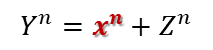 Yⁿ = xⁿ + Zⁿ